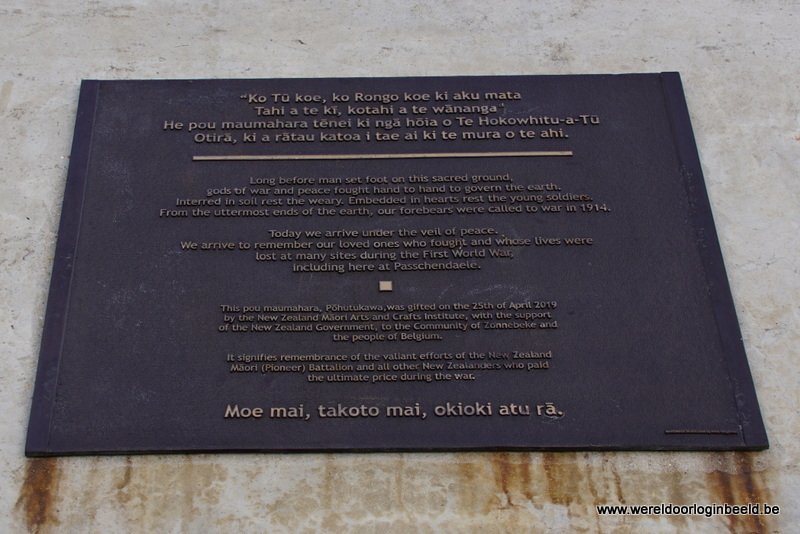 "Ko Tū koe, ko Rongo koe ki aku mata
Tahi a te kī, kotahi a te wānanga"
He pou maumahara tēnei ki ngā hōia o Te Hokowhitu-a-Tū
Otirā, ki a rātau katoa i tae ai ki te mura o te ahi.
Long before man set foot on this sacred ground,
gods of war and peace fought hand to hand to govern the earth.
Interred in soil rest the weary. Embedded in hearts rest the young soldiers.
From the uttermost ends of the earth, our forebears were called to war in 1914.
Today we arrive under the veil of peace.
We arrive to remember our loved ones who fought and whose lives were
lost at many sites during the First World War,
including here at Passchendaele.
This pou maumahara, Pōhutukawa,was gifted on the 25th of April 2019
by the New Zealand Māori Arts and Crafts Institute, with the support
of the New Zealand Government, to the Community of Zonnebeke and
the people of Belgium.
It signifies remembrance of the valiant efforts of the New Zealand
Māori (Pioneer) Battalion and all other New Zealanders who paid
the ultimate price during the war.
Moe mai, takoto mai, okioki atu rā.
www.wereldoorloginbeeld.be